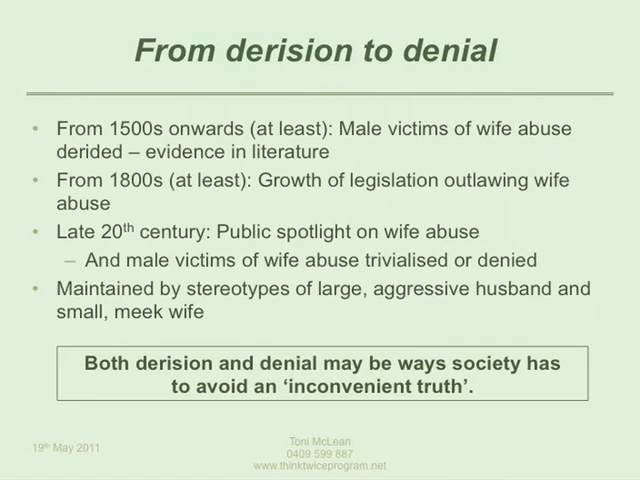 From derision to denial
• From 1500s onwards (at least): Male victims of wife abuse
derided – evidence in literature
• From 1800s (at least): Growth of legislation outlawing wife
abuse
• Late 20th century: Public spotlight on wife abuse
– And male victims of wife abuse trivialised or denied
• Maintained by stereotypes of large, aggressive husband and
small, meek wife
Both derision and denial may be ways society has
to avoid an ‘inconvenient truth’.
19th May 2011
Toni McLean
0409 599 887
www.thinktwiceprogram.net